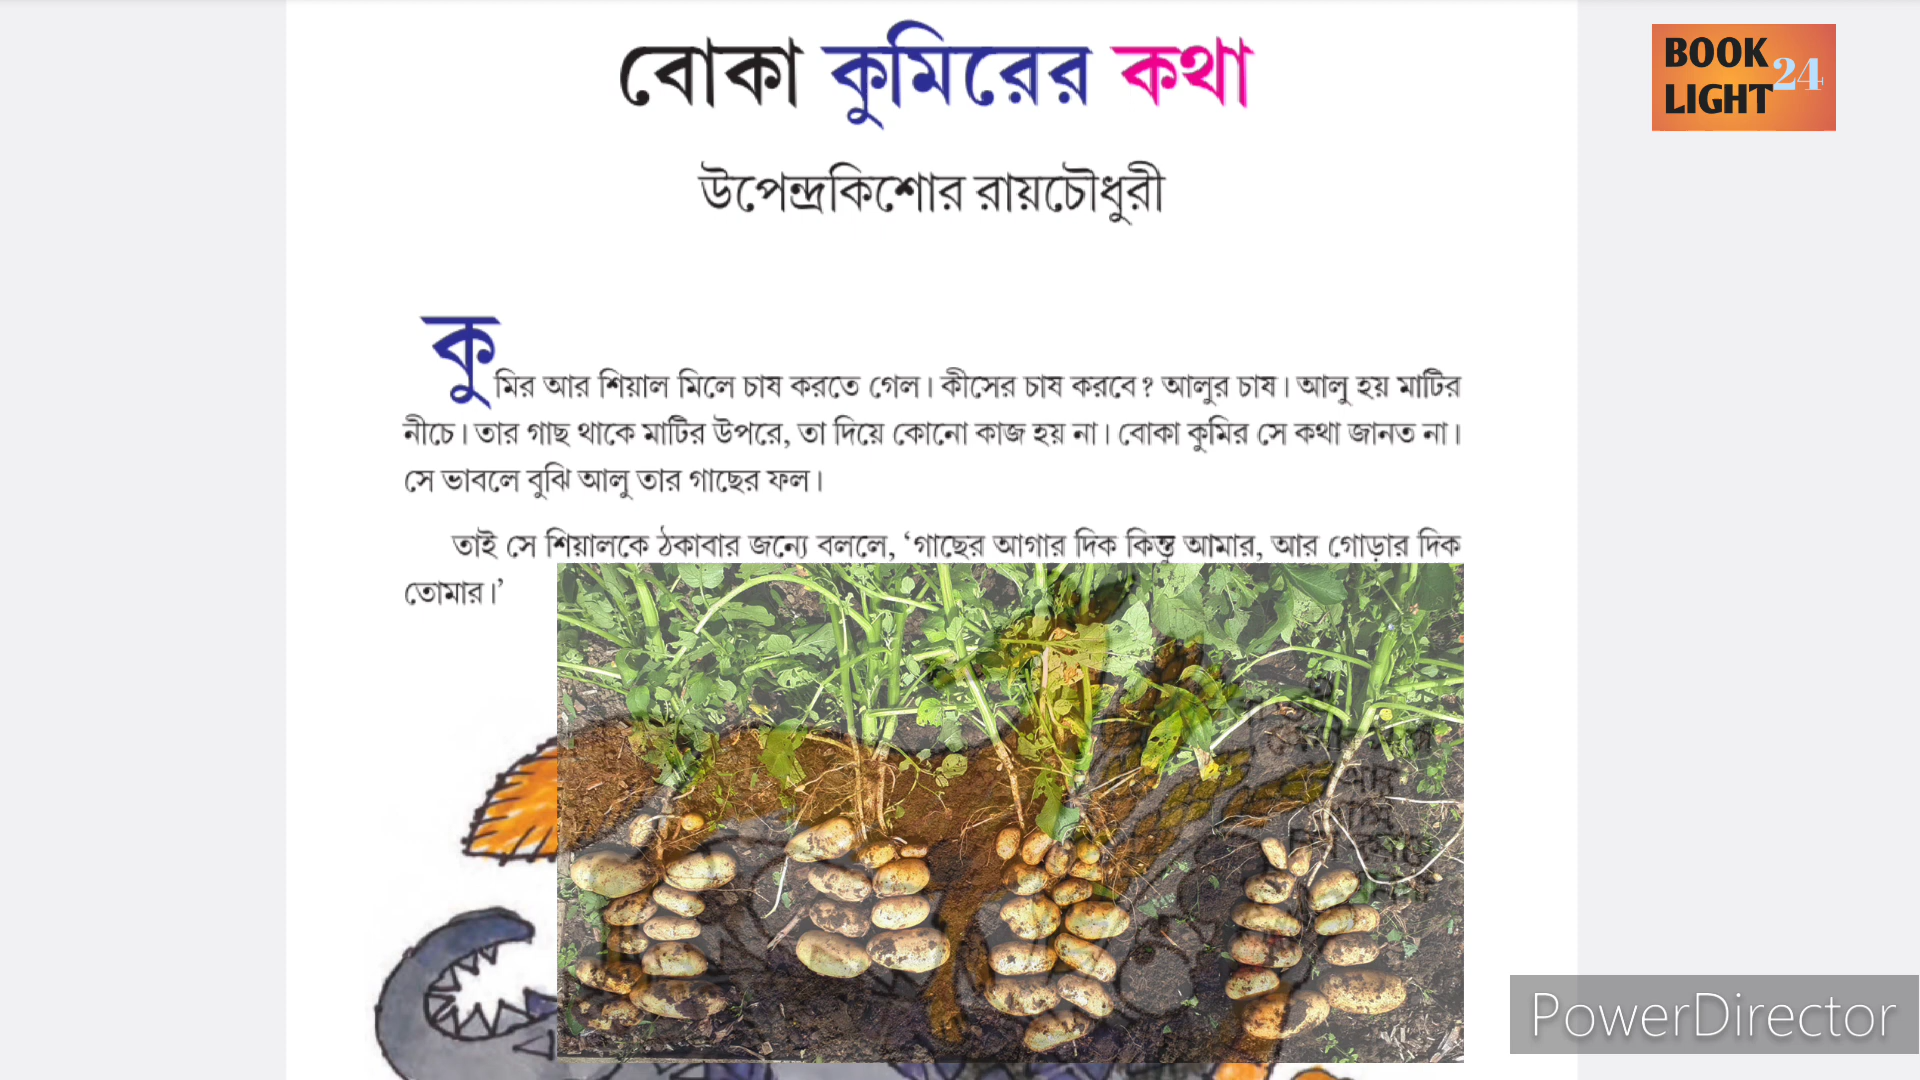 বোকা কুমিরের কথা
BOOK
LIGHT 24
উপেন্দ্রকিশোর রায়চৌধুরী
কুমির আর শিয়াল মিলে চাষ করতে গেল। কীসের চাষ করবে? আলুর চাষ। আলু হয় মাটির
নীচে। তার গাছ থাকে মাটির উপরে, তা দিয়ে কোনো কাজ হয় না। বোকা কুমির সে কথা জানত না।
সে ভাবলে বুঝি আলু তার গাছের ফল।
তাই সে শিয়ালকে ঠকাবার জন্যে বললে, ‘গাছের আগার দিক কিন্তু আমার, আর গোড়ার দিক
তোমার।’
আর
PowerDirector